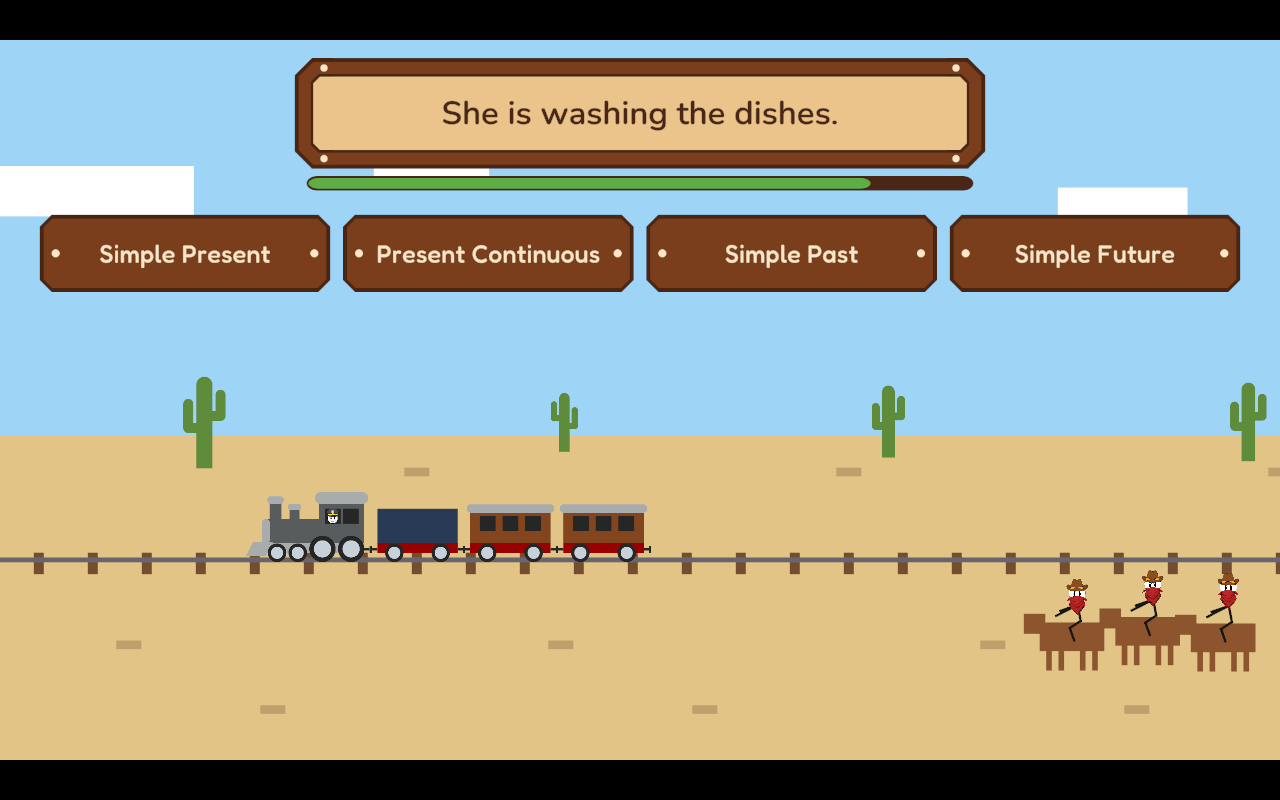 She is washing the dishes.
Simple Present
Present Continuous
Simple Past
Simple Future